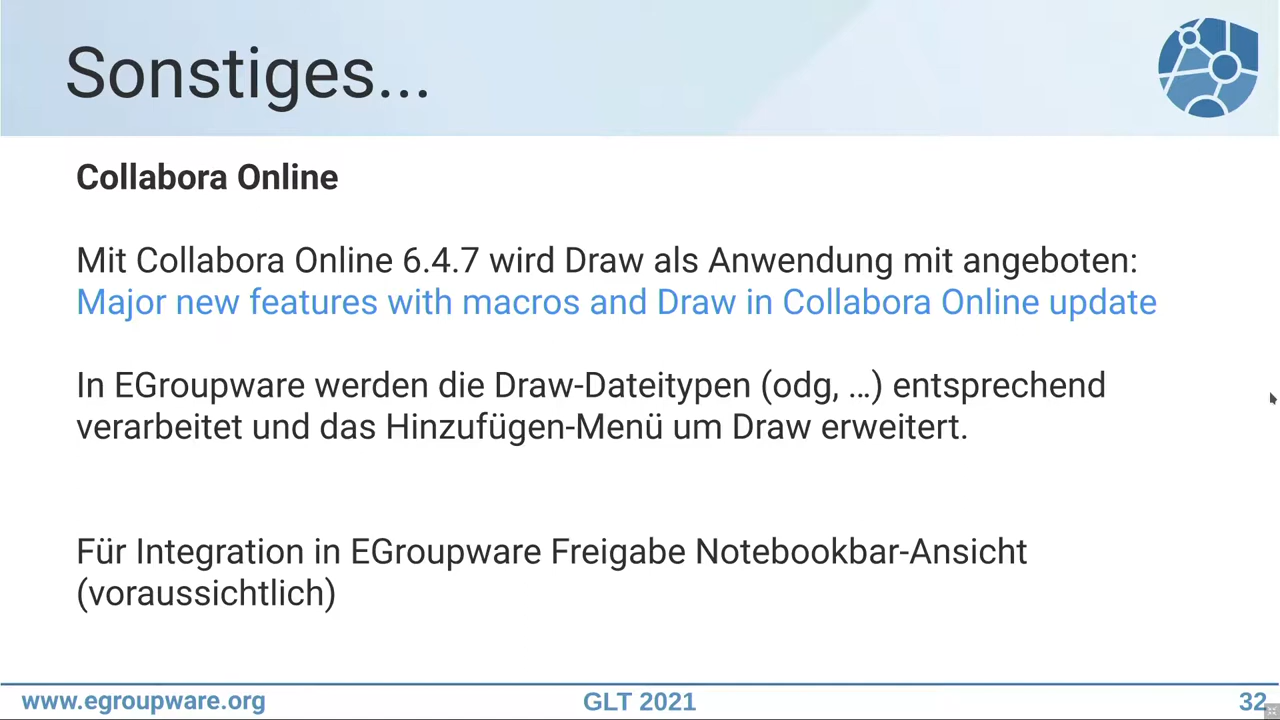 Sonstiges...
Collabora Online
Mit Collabora Online 6.4.7 wird Draw als Anwendung mit angeboten:
Major new features with macros and Draw in Collabora Online update
In EGroupware werden die Draw-Dateitypen (odg, …) entsprechend
verarbeitet und das Hinzufügen-Menü um Draw erweitert.
Für Integration in EGroupware Freigabe Notebookbar-Ansicht
(voraussichtlich)
www.egroupware.org
GLT 2021
32